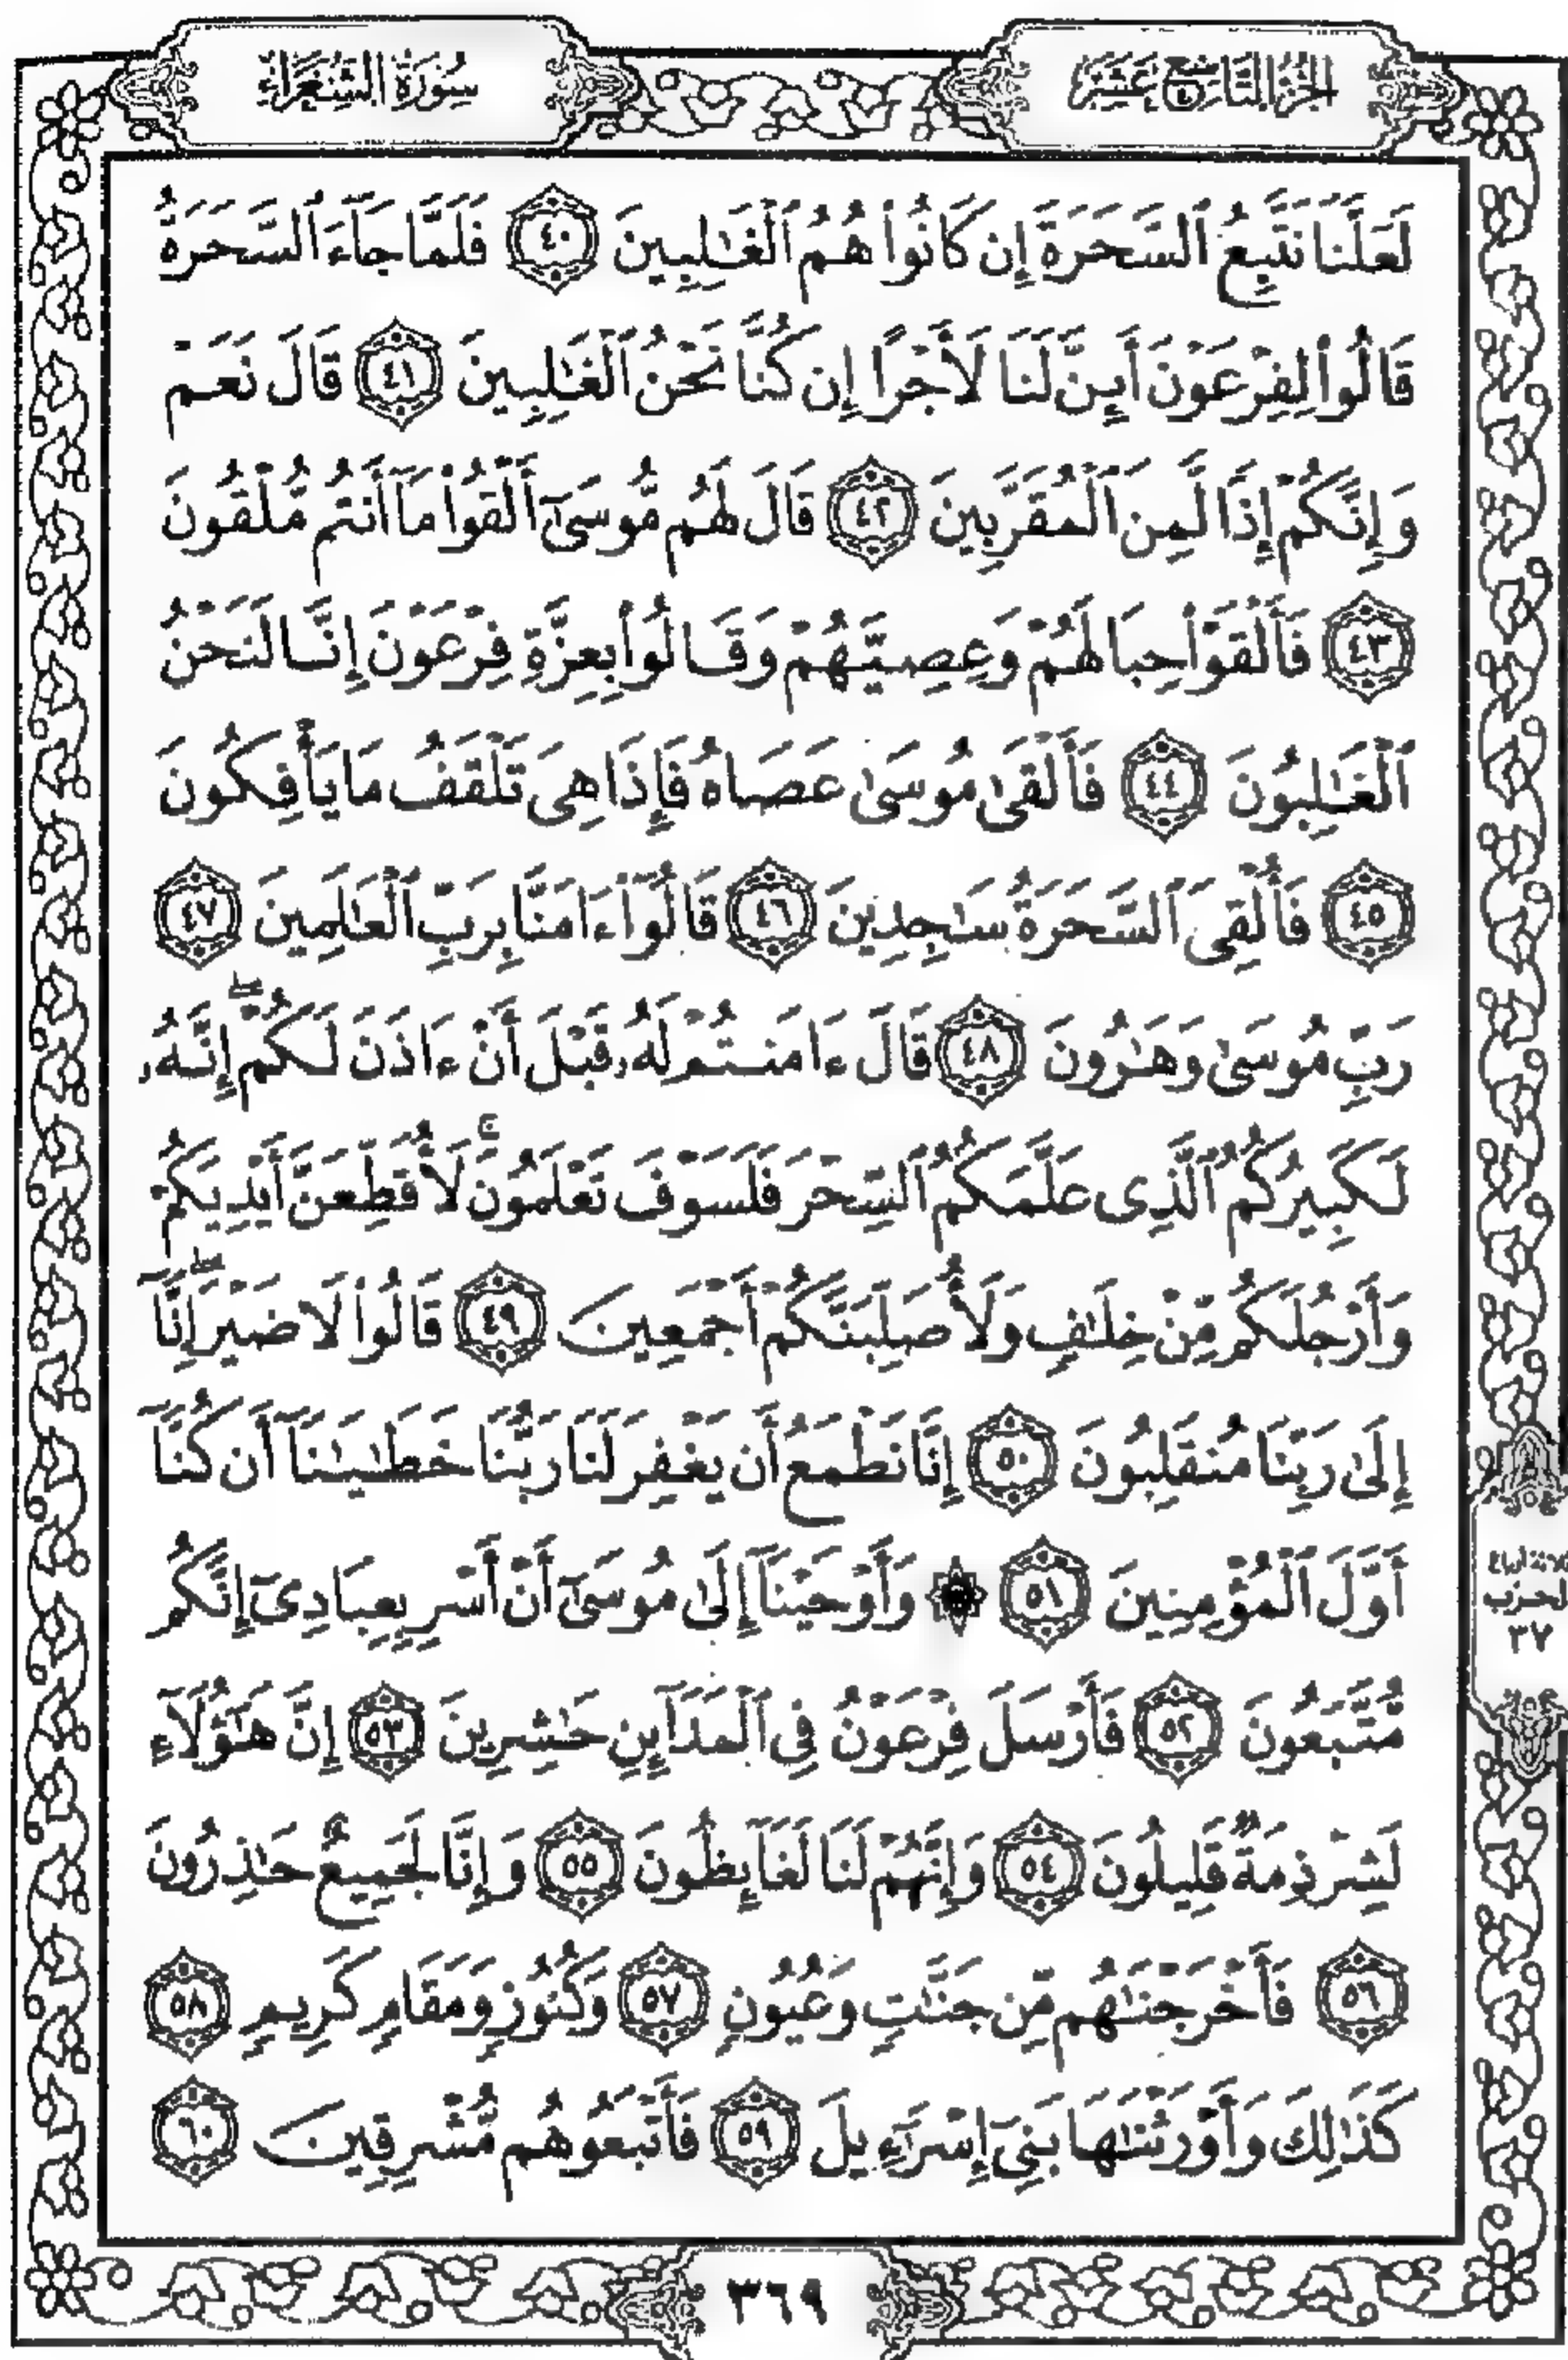 الجزء التاسع عشر
سورة الشعراء
لَعَلَّنَا نَتَّبِعُ ٱلسَّحَرَةَ إِن كَانُوا۟ هُمُ ٱلْغَـٰلِبِينَ ٤٠ فَلَمَّا جَآءَ ٱلسَّحَرَةُ
قَالُوا۟ لِفِرْعَوْنَ أَئِنَّ لَنَا لَأَجْرًا إِن كُنَّا نَحْنُ ٱلْغَـٰلِبِينَ ٤١ قَالَ نَعَمْ
وَإِنَّكُمْ إِذًا لَّمِنَ ٱلْمُقَرَّبِينَ ٤٢ قَالَ لَهُم مُّوسَىٰٓ أَلْقُوا۟ مَآ أَنتُم مُّلْقُونَ
٤٣ فَأَلْقَوْا۟ حِبَالَهُمْ وَعِصِيَّهُمْ وَقَالُوا۟ بِعِزَّةِ فِرْعَوْنَ إِنَّا لَنَحْنُ
ٱلْغَـٰلِبُونَ ٤٤ فَأَلْقَىٰ مُوسَىٰ عَصَاهُ فَإِذَا هِىَ تَلْقَفُ مَا يَأْفِكُونَ
٤٥ فَأُلْقِىَ ٱلسَّحَرَةُ سَـٰجِدِينَ ٤٦ قَالُوٓا۟ ءَامَنَّا بِرَبِّ ٱلْعَـٰلَمِينَ ٤٧
رَبِّ مُوسَىٰ وَهَـٰرُونَ ٤٨ قَالَ ءَامَنتُمْ لَهُۥ قَبْلَ أَنْ ءَاذَنَ لَكُمْ ۖ إِنَّهُۥ
لَكَبِيرُكُمُ ٱلَّذِى عَلَّمَكُمُ ٱلسِّحْرَ فَلَسَوْفَ تَعْلَمُونَ ۚ لَأُقَطِّعَنَّ أَيْدِيَكُمْ
وَأَرْجُلَكُم مِّنْ خِلَـٰفٍ وَلَأُصَلِّبَنَّكُمْ أَجْمَعِينَ ٤٩ قَالُوا۟ لَا ضَيْرَ ۖ إِنَّآ
إِلَىٰ رَبِّنَا مُنقَلِبُونَ ٥٠ إِنَّا نَطْمَعُ أَن يَغْفِرَ لَنَا رَبُّنَا خَطَـٰيَـٰنَآ أَن كُنَّآ
أَوَّلَ ٱلْمُؤْمِنِينَ ٥١ ۞ وَأَوْحَيْنَآ إِلَىٰ مُوسَىٰٓ أَنْ أَسْرِ بِعِبَادِىٓ إِنَّكُم
مُّتَّبَعُونَ ٥٢ فَأَرْسَلَ فِرْعَوْنُ فِى ٱلْمَدَآئِنِ حَـٰشِرِينَ ٥٣ إِنَّ هَـٰٓؤُلَآءِ
لَشِرْذِمَةٌ قَلِيلُونَ ٥٤ وَإِنَّهُمْ لَنَا لَغَآئِظُونَ ٥٥ وَإِنَّا لَجَمِيعٌ حَـٰذِرُونَ
٥٦ فَأَخْرَجْنَـٰهُم مِّن جَنَّـٰتٍ وَعُيُونٍ ٥٧ وَكُنُوزٍ وَمَقَامٍ كَرِيمٍ ٥٨
كَذَٰلِكَ وَأَوْرَثْنَـٰهَا بَنِىٓ إِسْرَٰٓءِيلَ ٥٩ فَأَتْبَعُوهُم مُّشْرِقِينَ ٦٠
الحزب
٣٧
٣٦٩